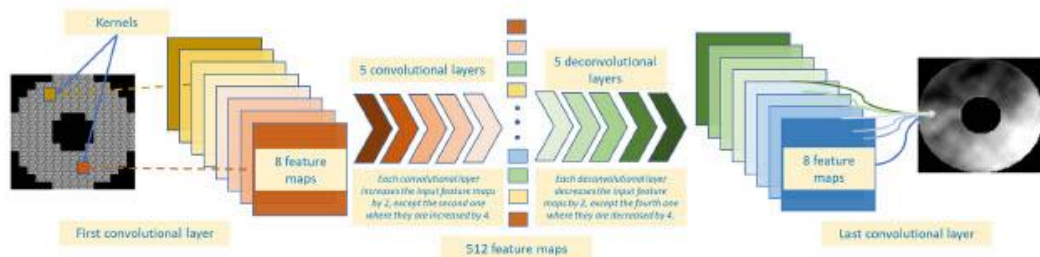 Kernels
8 feature
maps
First convolutional layer
5 convolutional layers
Each convolutional layer
increases the input feature maps
by 2, except the second one
where they are increased by 4.
512 feature maps
5 deconvolutional
layers
Each deconvolutional layer
decreases the input feature
maps by 2, except the fourth one
where they are decreased by 4.
8 feature
maps
Last convolutional layer